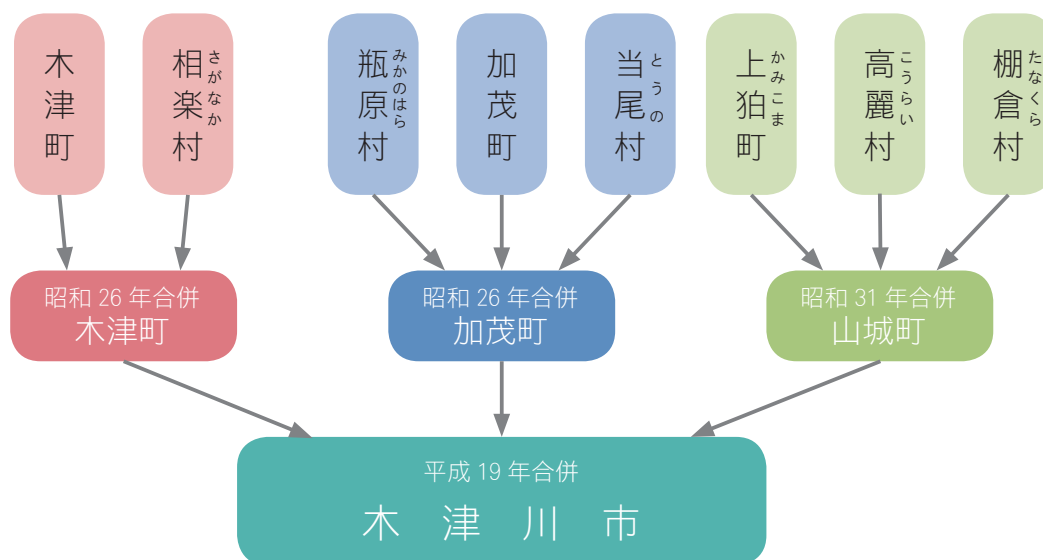 木津町
相楽村
さがなか
瓶原村
みかのはら
加茂町
当尾村
とうの
上狛町
かみこま
高麗村
こうらい
棚倉村
たなくら
昭和 26 年合併
木津町
昭和 26 年合併
加茂町
昭和 31 年合併
山城町
平成 19 年合併
木津川市